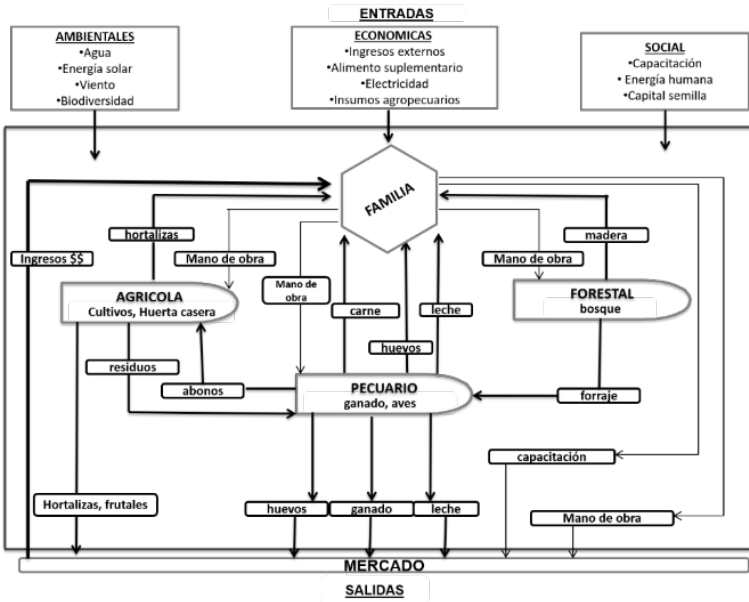 ENTRADAS
AMBIENTALES
•Agua
•Energía solar
•Viento
•Biodiversidad
ECONOMICAS
•Ingresos externos
•Alimento suplementario
•Electricidad
•Insumos agropecuarios
SOCIAL
•Capacitación
• Energía humana
•Capital semilla
FAMILIA
hortalizas
madera
Ingresos $$
Mano de obra
Mano de
obra
Mano de obra
AGRICOLA
Cultivos, Huerta casera
carne
leche
FORESTAL
bosque
huevos
residuos
abonos
PECUARIO
ganado, aves
forraje
capacitación
Hortalizas, frutales
huevos
ganado
leche
Mano de obra
MERCADO
SALIDAS